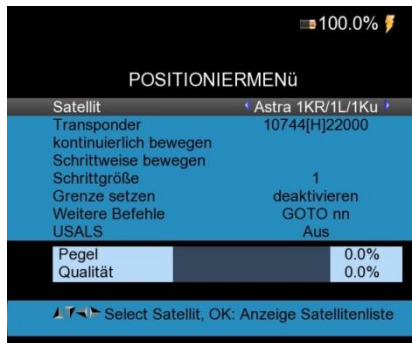 100.0%
POSITIONIERMENü
Satellit Astra 1KR/1L/1Ku
Transponder 10744[H]22000
kontinuierlich bewegen
Schrittweise bewegen
Schrittgröße 1
Grenze setzen deaktivieren
Weitere Befehle GOTO nn
USALS Aus
Pegel 0.0%
Qualität 0.0%
Select Satellit, OK: Anzeige Satellitenliste